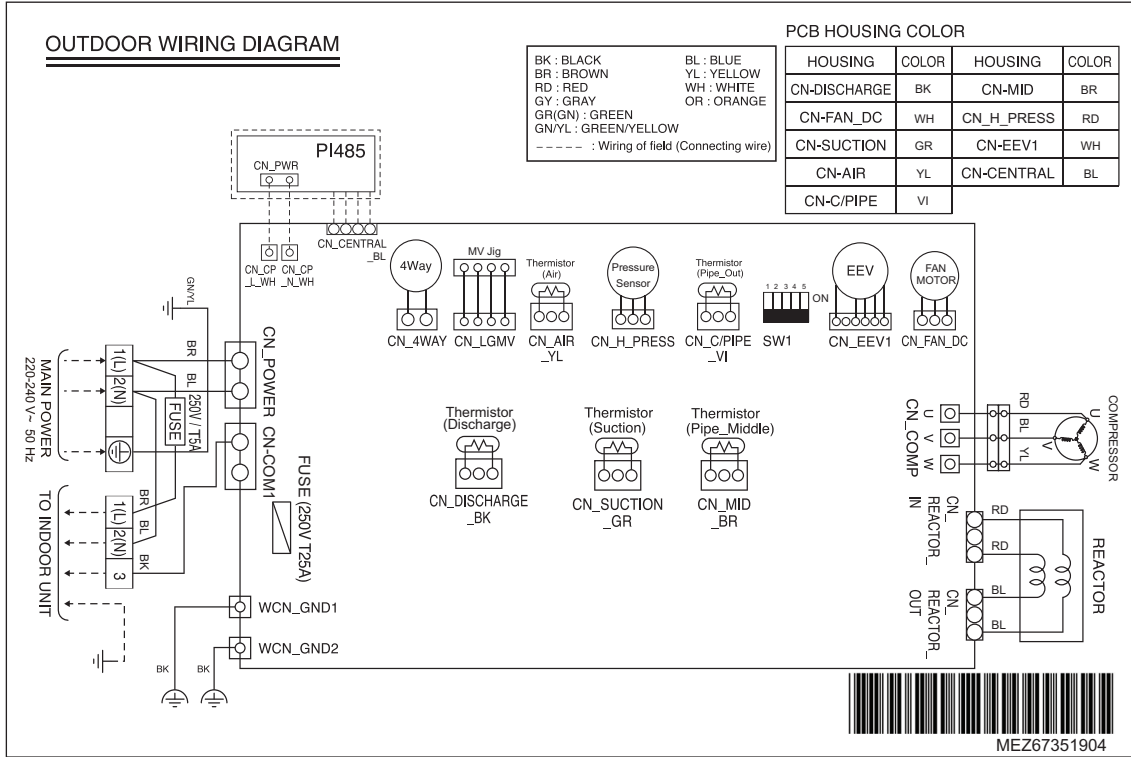 OUTDOOR WIRING DIAGRAM
BK : BLACK
BR : BROWN
RD : RED
GY : GRAY
GR(GN) : GREEN
GN/YL : GREEN/YELLOW
BL : BLUE
YL : YELLOW
WH : WHITE
OR : ORANGE
----- : Wiring of field (Connecting wire)
PCB HOUSING COLOR
HOUSING COLOR HOUSING COLOR
CN-DISCHARGE BK CN-MID BR
CN-FAN_DC WH CN_H_PRESS RD
CN-SUCTION GR CN-EEV1 WH
CN-AIR YL CN-CENTRAL BL
CN-C/PIPE VI
PI485
CN_PWR
CN_CP
_L_WH
CN_CP
_N_WH
CN_CENTRAL
_BL
4Way
CN_4WAY
MV Jig
CN_LGMV
Thermistor
(Air)
CN_AIR
_YL
Pressure
Sensor
CN_H_PRESS
Thermistor
(Pipe_Out)
CN_C/PIPE
_VI
1 2 3 4 5
ON
SW1
EEV
CN_EEV1
FAN
MOTOR
CN_FAN_DC
GN/YL
MAIN POWER
220-240 V~ 50 Hz
1(L)
2(N)
BR
BL
FUSE
250V / T5A
CN_POWER
CN-COM1
FUSE (250V T25A)
TO INDOOR UNIT
1(L)
2(N)
3
BR
BL
BK
WCN_GND1
WCN_GND2
BK
BK
Thermistor
(Discharge)
CN_DISCHARGE
_BK
Thermistor
(Suction)
CN_SUCTION
_GR
Thermistor
(Pipe_Middle)
CN_MID
_BR
CN_COMP
U
V
W
RD
BL
YL
U
V
W
COMPRESSOR
CN_
REACTOR_
IN
RD
RD
CN_
REACTOR_
OUT
BL
BL
REACTOR
MEZ67351904